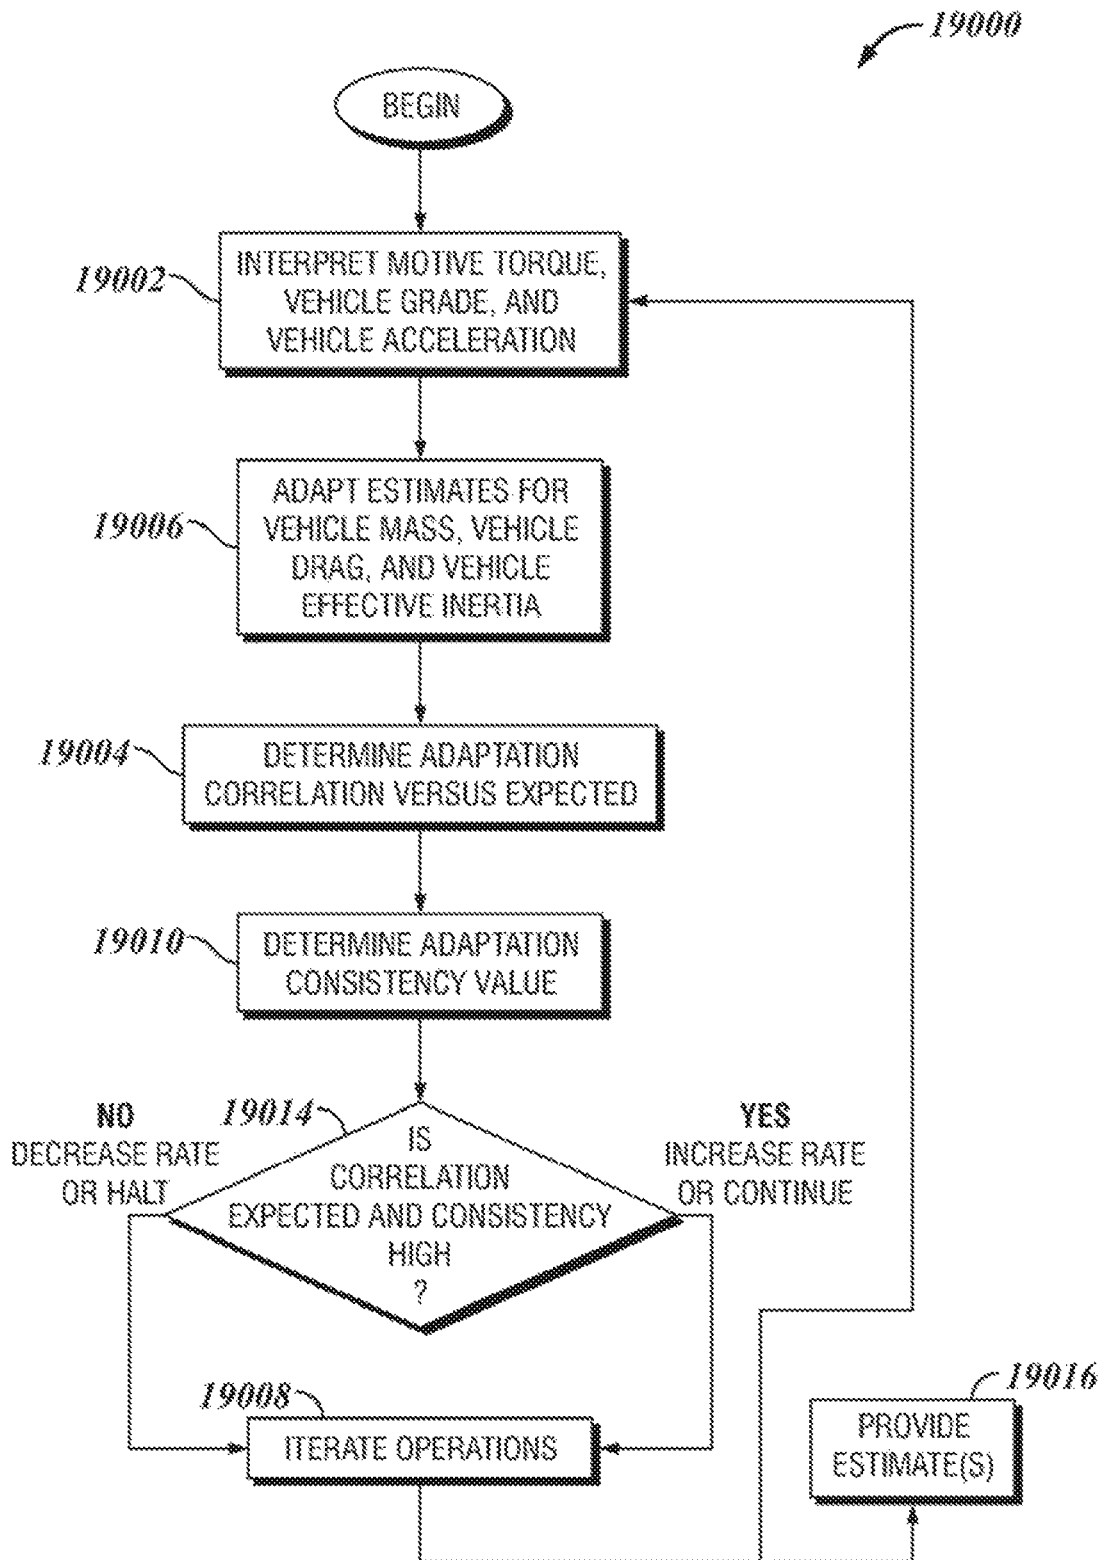 19000
BEGIN
19002
INTERPRET MOTIVE TORQUE,
VEHICLE GRADE, AND
VEHICLE ACCELERATION
19006
ADAPT ESTIMATES FOR
VEHICLE MASS, VEHICLE
DRAG, AND VEHICLE
EFFECTIVE INERTIA
19004
DETERMINE ADAPTATION
CORRELATION VERSUS EXPECTED
19010
DETERMINE ADAPTATION
CONSISTENCY VALUE
NO
DECREASE RATE
OR HALT
19014
IS
CORRELATION
EXPECTED AND CONSISTENCY
HIGH
?
YES
INCREASE RATE
OR CONTINUE
19008
ITERATE OPERATIONS
19016
PROVIDE
ESTIMATE(S)